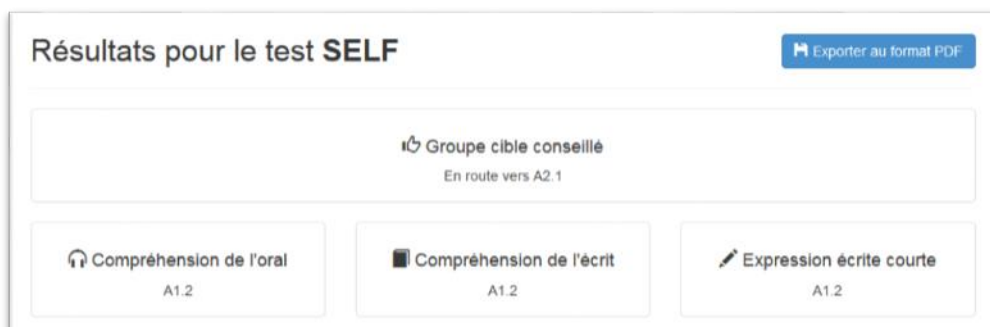 Résultats pour le test SELF
Exporter au format PDF
Groupe cible conseillé
En route vers A2.1
Compréhension de l'oral
A1.2
Compréhension de l'écrit
A1.2
Expression écrite courte
A1.2